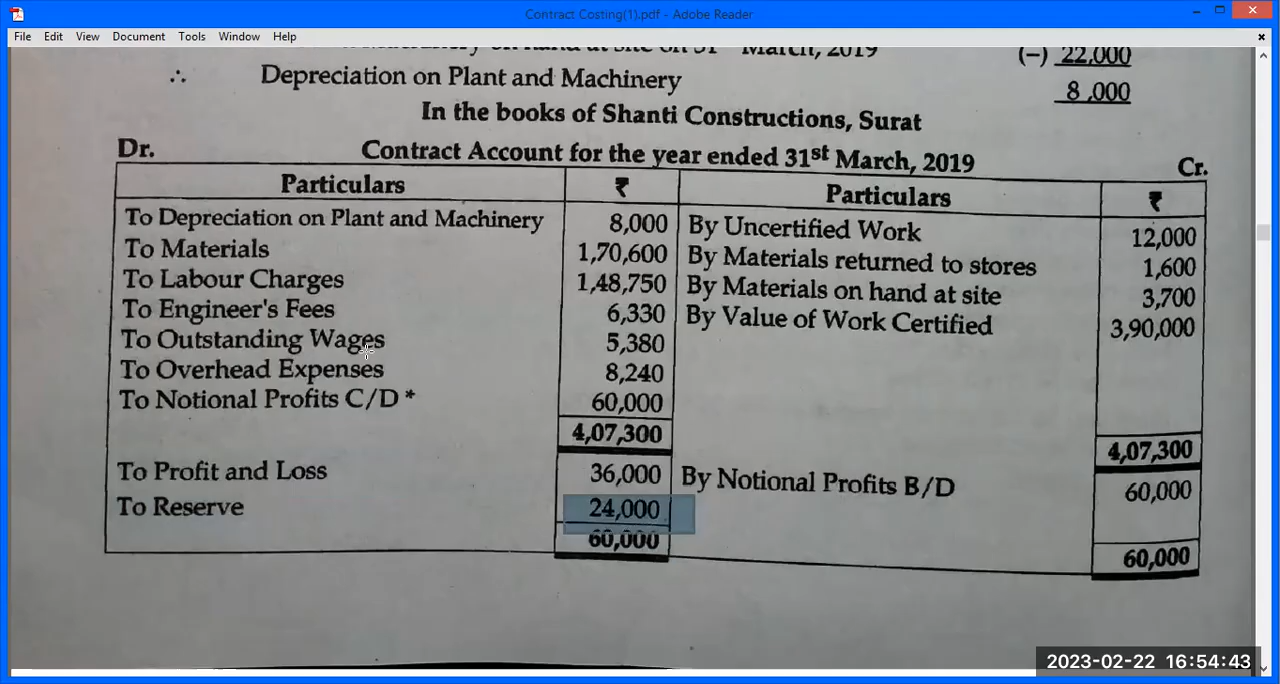 Contract Costing(1).pdf - Adobe Reader
File Edit View Document Tools Window Help
March, 2019 (–) 22,000
∴ Depreciation on Plant and Machinery 8,000
In the books of Shanti Constructions, Surat
Dr. Contract Account for the year ended 31st March, 2019 Cr.
Particulars ₹ Particulars ₹
To Depreciation on Plant and Machinery 8,000 By Uncertified Work 12,000
To Materials 1,70,600 By Materials returned to stores 1,600
To Labour Charges 1,48,750 By Materials on hand at site 3,700
To Engineer's Fees 6,330 By Value of Work Certified 3,90,000
To Outstanding Wages 5,380
To Overhead Expenses 8,240
To Notional Profits C/D * 60,000
4,07,300 4,07,300
To Profit and Loss 36,000 By Notional Profits B/D 60,000
To Reserve 24,000
60,000 60,000
2023-02-22 16:54:43